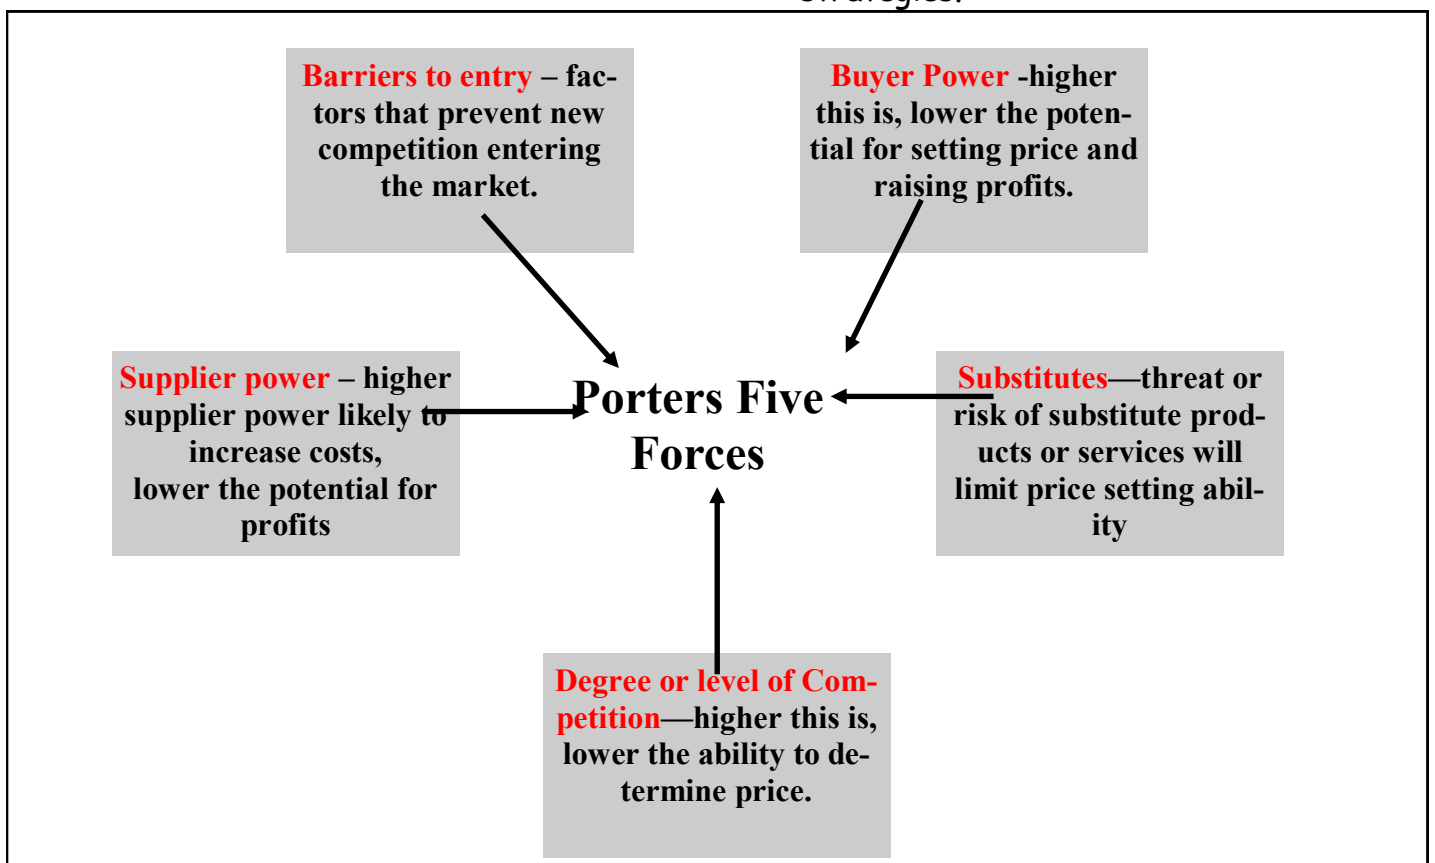 Strategies.
Barriers to entry – fac-
tors that prevent new
competition entering
the market.
Buyer Power -higher
this is, lower the poten-
tial for setting price and
raising profits.
Supplier power – higher
supplier power likely to
increase costs,
lower the potential for
profits
Porters Five
Forces
Substitutes—threat or
risk of substitute prod-
ucts or services will
limit price setting abil-
ity
Degree or level of Com-
petition—higher this is,
lower the ability to de-
termine price.